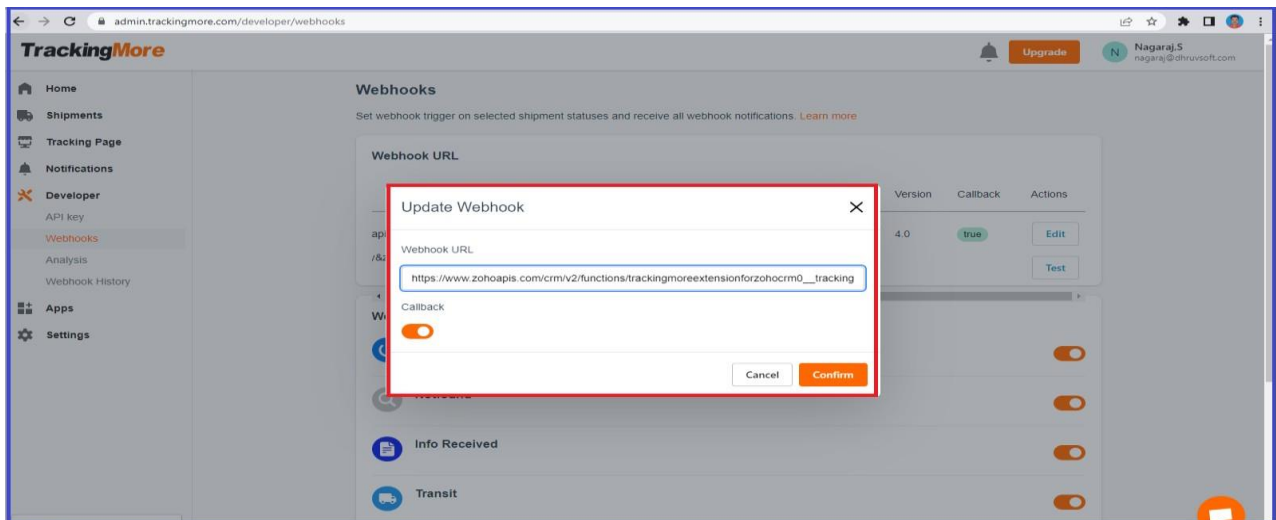 admin.trackingmore.com/developer/webhooks
TrackingMore
Upgrade
N
Nagaraj.S
nagaraj@dhruvsoft.com
Home
Shipments
Tracking Page
Notifications
Developer
API key
Webhooks
Analysis
Webhook History
Apps
Settings
Webhooks
Set webhook trigger on selected shipment statuses and receive all webhook notifications. Learn more
Webhook URL
Version Callback Actions
api
4.0 true Edit
Test
Update Webhook
Webhook URL
https://www.zohoapis.com/crm/v2/functions/trackingmoreextensionforzohocrm0__tracking
Callback
Cancel Confirm
Info Received
Transit